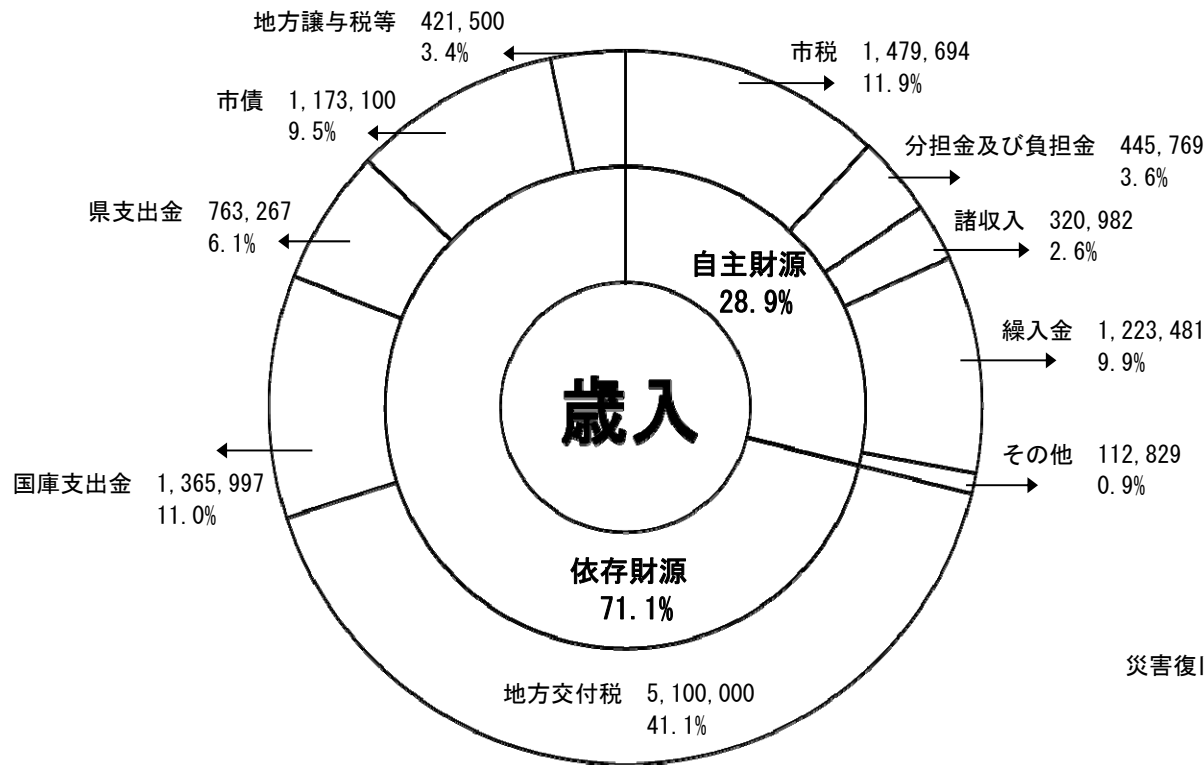 地方譲与税等 421,500
3.4%
市税 1,479,694
11.9%
市債 1,173,100
9.5%
分担金及び負担金 445,769
3.6%
県支出金 763,267
6.1%
諸収入 320,982
2.6%
自主財源
28.9%
繰入金 1,223,481
9.9%
歳入
その他 112,829
0.9%
国庫支出金 1,365,997
11.0%
依存財源
71.1%
災害復
地方交付税 5,100,000
41.1%